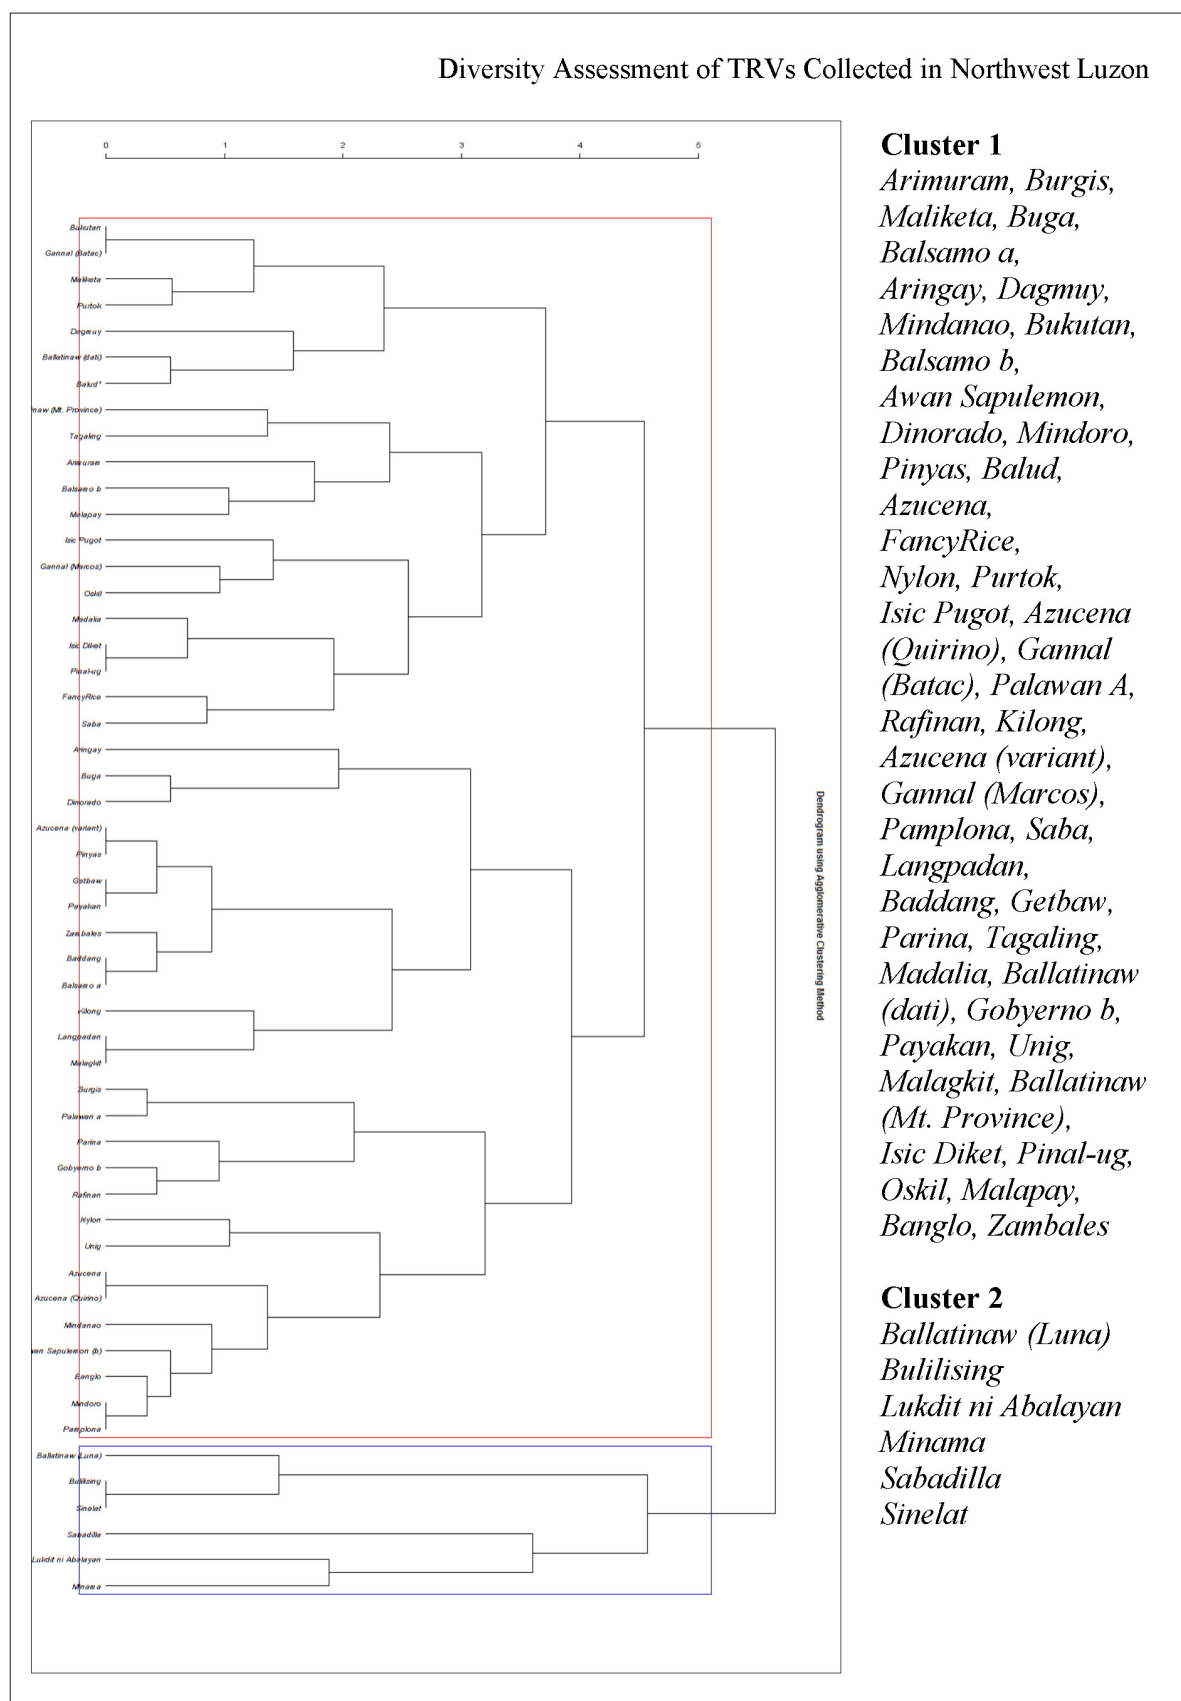 Diversity Assessment of TRVs Collected in Northwest Luzon
0 1 2 3 4 5
Bukutan
Gannal (Batac)
Maliketa
Purtok
Dagmuy
Ballatinaw (dati)
Balud*
inaw (Mt. Province)
Tagaling
Arimuram
Balsamo b
Malapay
Isic Pugot
Gannal (Marcos)
Oskil
Madalia
Isic Diket
Pinal-ug
FancyRice
Saba
Aringay
Buga
Dinorado
Azucena (variant)
Pinyas
Getbaw
Payakan
Zambales
Baddang
Balsamo a
Kilong
Langpadan
Malagkit
Burgis
Palawan a
Parina
Gobyerno b
Rafinan
Nylon
Unig
Azucena
Azucena (Quirino)
Mindanao
wan Sapulemon (b)
Banglo
Mindoro
Pamplona
Ballatinaw (Luna)
Bulilising
Sinelat
Sabadilla
Lukdit ni Abalayan
Minama
Dendrogram using Agglomerative Clustering Method
Cluster 1
Arimuram, Burgis,
Maliketa, Buga,
Balsamo a,
Aringay, Dagmuy,
Mindanao, Bukutan,
Balsamo b,
Awan Sapulemon,
Dinorado, Mindoro,
Pinyas, Balud,
Azucena,
FancyRice,
Nylon, Purtok,
Isic Pugot, Azucena
(Quirino), Gannal
(Batac), Palawan A,
Rafinan, Kilong,
Azucena (variant),
Gannal (Marcos),
Pamplona, Saba,
Langpadan,
Baddang, Getbaw,
Parina, Tagaling,
Madalia, Ballatinaw
(dati), Gobyerno b,
Payakan, Unig,
Malagkit, Ballatinaw
(Mt. Province),
Isic Diket, Pinal-ug,
Oskil, Malapay,
Banglo, Zambales
Cluster 2
Ballatinaw (Luna)
Bulilising
Lukdit ni Abalayan
Minama
Sabadilla
Sinelat